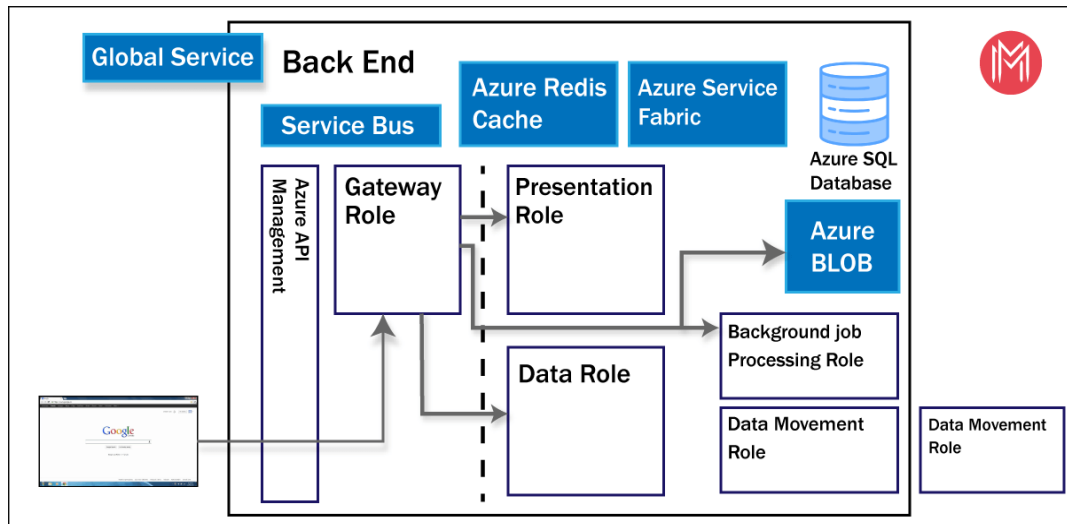 Global Service
Back End
Service Bus
Azure Redis
Cache
Azure Service
Fabric
Azure SQL
Database
Azure API
Management
Gateway
Role
Presentation
Role
Azure
BLOB
Background job
Processing Role
Data Role
Data Movement
Role
Data Movement
Role
Google
M